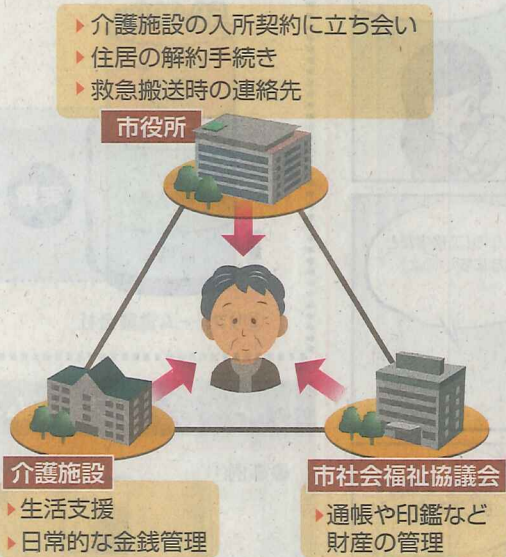 ▶介護施設の入所契約に立ち会い
▶住居の解約手続き
▶救急搬送時の連絡先
市役所
介護施設
▶生活支援
▶日常的な金銭管理
市社会福祉協議会
▶通帳や印鑑など
財産の管理